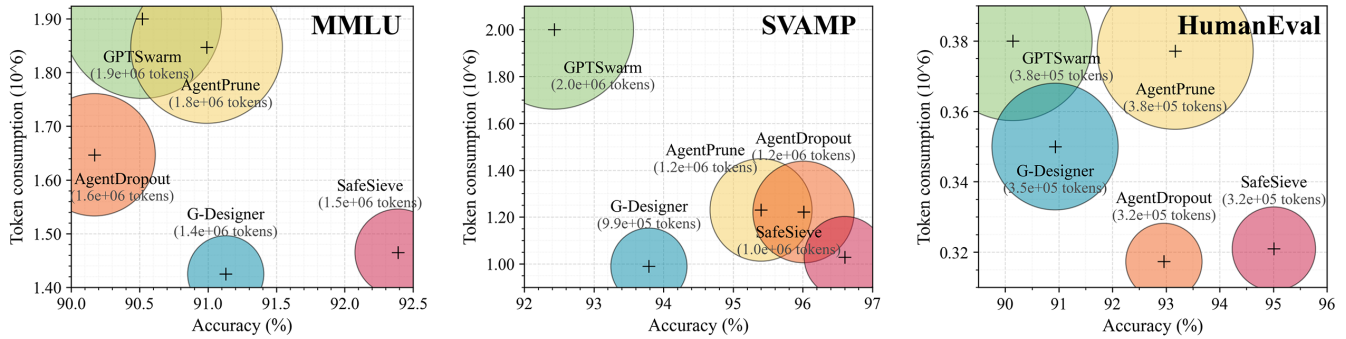 MMLU
Token consumption (10^6)
1.90
1.80
1.70
1.60
1.50
1.40
GPTSwarm
(1.9e+06 tokens)
AgentPrune
(1.8e+06 tokens)
AgentDropout
(1.6e+06 tokens)
G-Designer
(1.4e+06 tokens)
SafeSieve
(1.5e+06 tokens)
90.0 90.5 91.0 91.5 92.0 92.5
Accuracy (%)
SVAMP
Token consumption (10^6)
2.00
1.80
1.60
1.40
1.20
1.00
GPTSwarm
(2.0e+06 tokens)
AgentPrune
(1.2e+06 tokens)
AgentDropout
(1.2e+06 tokens)
G-Designer
(9.9e+05 tokens)
SafeSieve
(1.0e+06 tokens)
92 93 94 95 96 97
Accuracy (%)
HumanEval
Token consumption (10^6)
0.38
0.36
0.34
0.32
GPTSwarm
(3.8e+05 tokens)
AgentPrune
(3.8e+05 tokens)
G-Designer
(3.5e+05 tokens)
AgentDropout
(3.2e+05 tokens)
SafeSieve
(3.2e+05 tokens)
90 91 92 93 94 95 96
Accuracy (%)